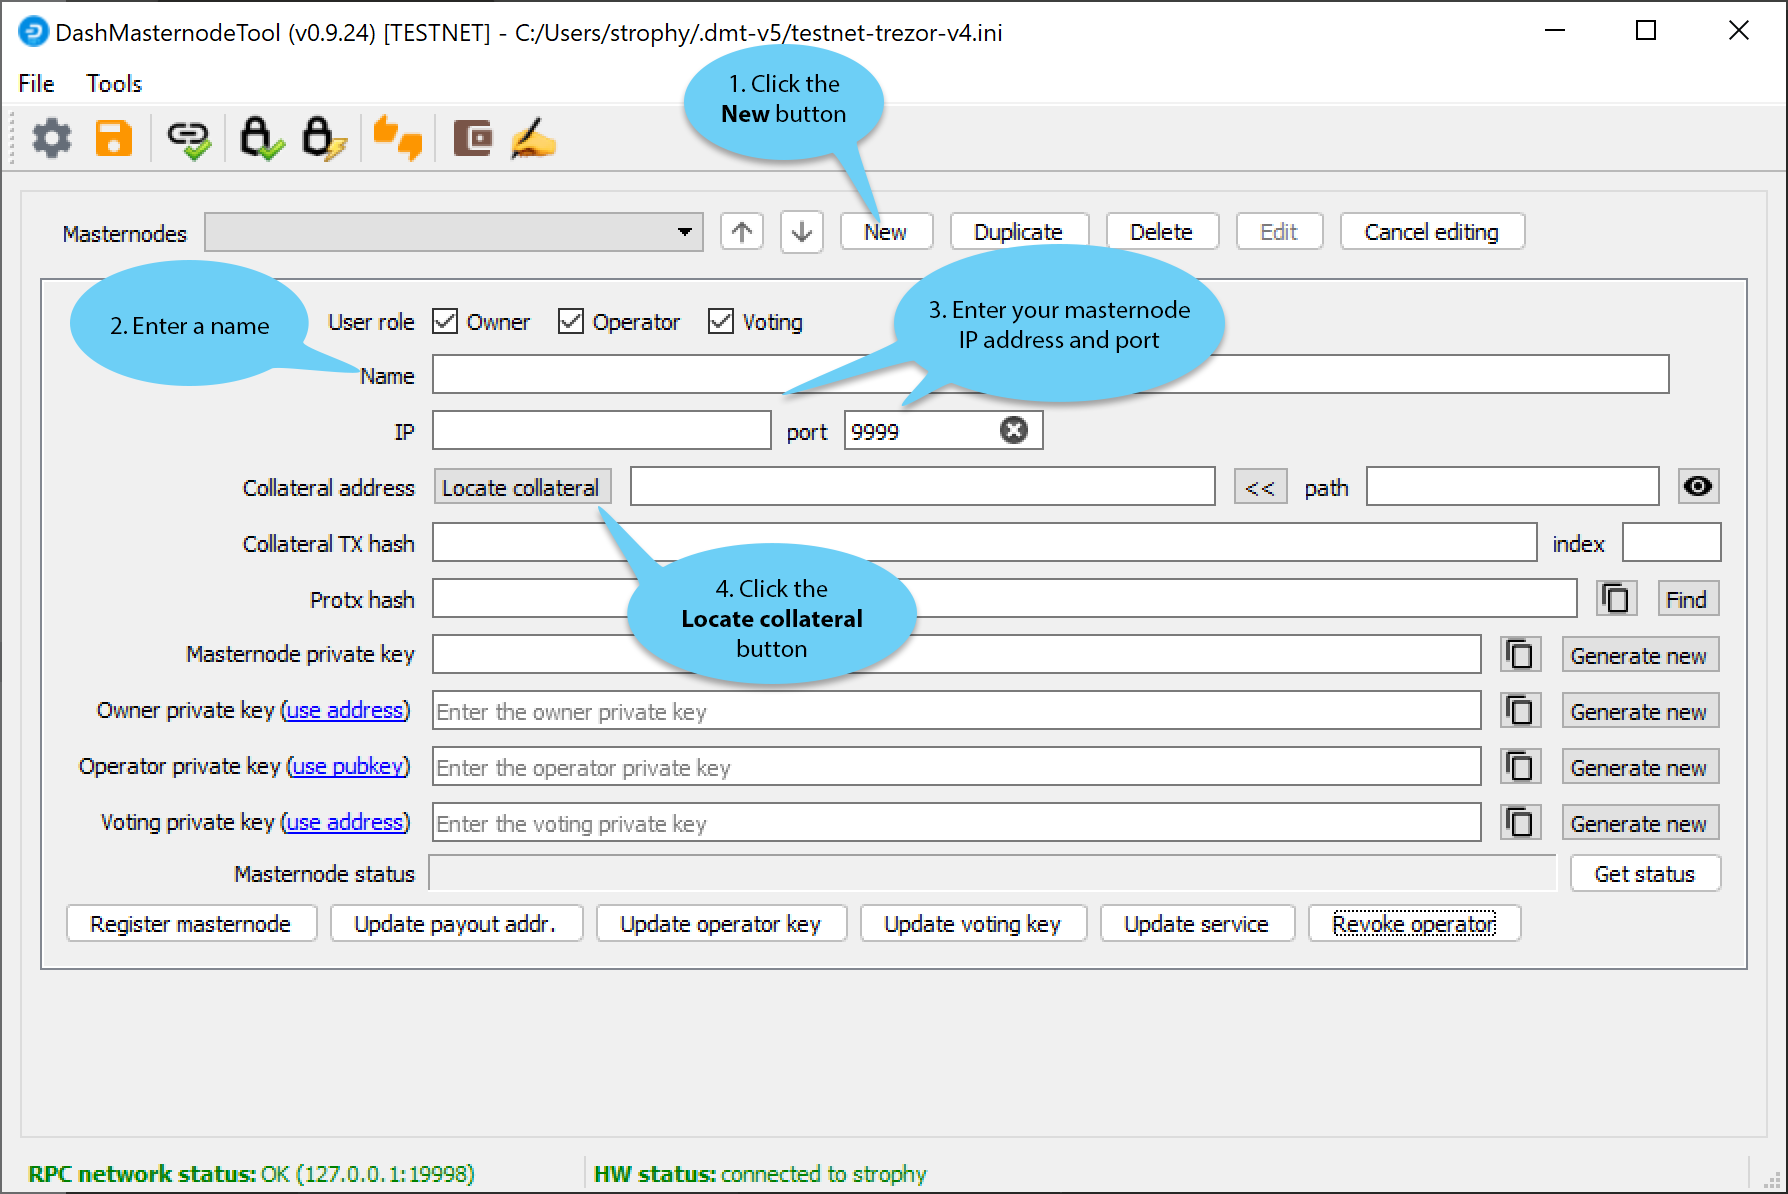 DashMasternodeTool (v0.9.24) [TESTNET] - C:/Users/strophy/.dmt-v5/testnet-trezor-v4.ini
File Tools
1. Click the
New button
Masternodes New Duplicate Delete Edit Cancel editing
2. Enter a name
User role Owner Operator Voting
3. Enter your masternode
IP address and port
Name
IP port 9999
Collateral address Locate collateral << path
Collateral TX hash index
4. Click the
Locate collateral
button
Protx hash Find
Masternode private key Generate new
Owner private key (use address) Enter the owner private key Generate new
Operator private key (use pubkey) Enter the operator private key Generate new
Voting private key (use address) Enter the voting private key Generate new
Masternode status Get status
Register masternode Update payout addr. Update operator key Update voting key Update service Revoke operator
RPC network status: OK (127.0.0.1:19998) HW status: connected to strophy